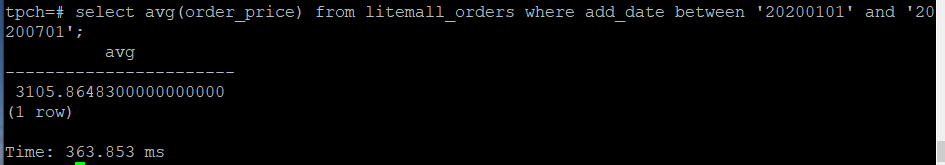 tpch=# select avg(order_price) from litemall_orders where add_date between '20200101' and '20
200701';
avg
-----------------------
3105.8648300000000000
(1 row)
Time: 363.853 ms